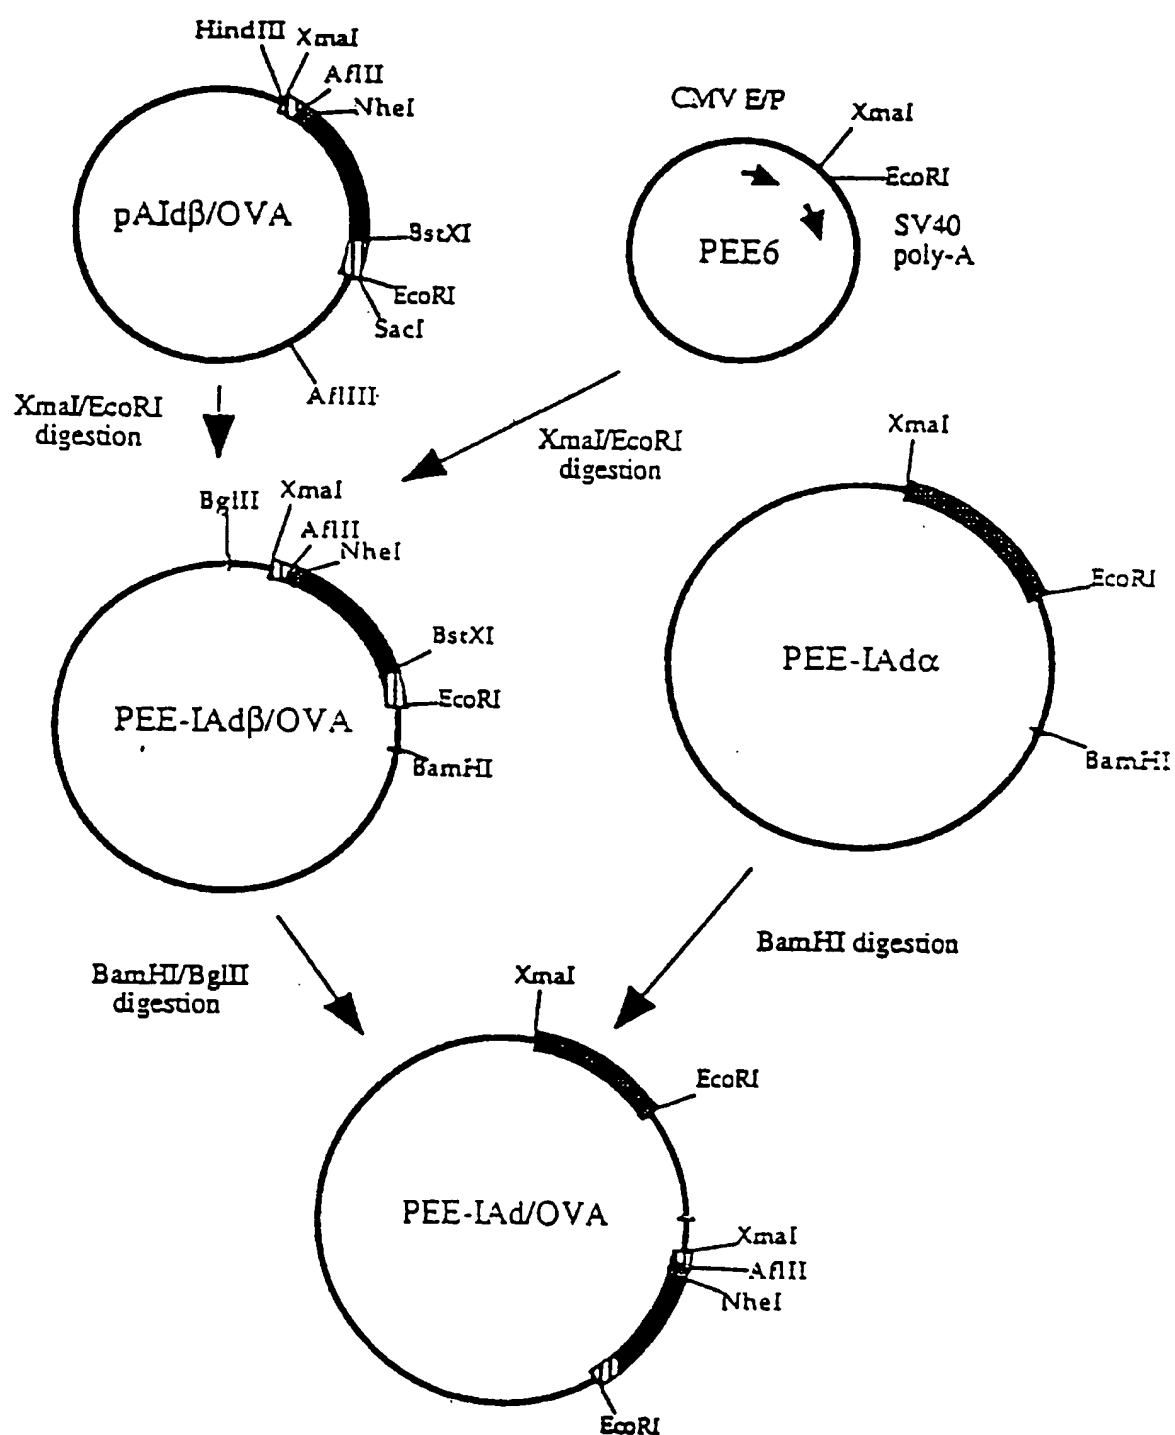 HindIII
XmaI
AflII
NheI
pAIdβ/OVA
BstXI
EcoRI
SacI
AflIII
CMV E/P
XmaI
EcoRI
SV40
poly-A
PEE6
XmaI/EcoRI
digestion
XmaI/EcoRI
digestion
BglII
XmaI
AflII
NheI
BstXI
EcoRI
PEE-IAdβ/OVA
BamHI
XmaI
EcoRI
PEE-IAdα
BamHI
BamHI/BglII
digestion
BamHI digestion
XmaI
EcoRI
PEE-IAd/OVA
XmaI
AflII
NheI
EcoRI